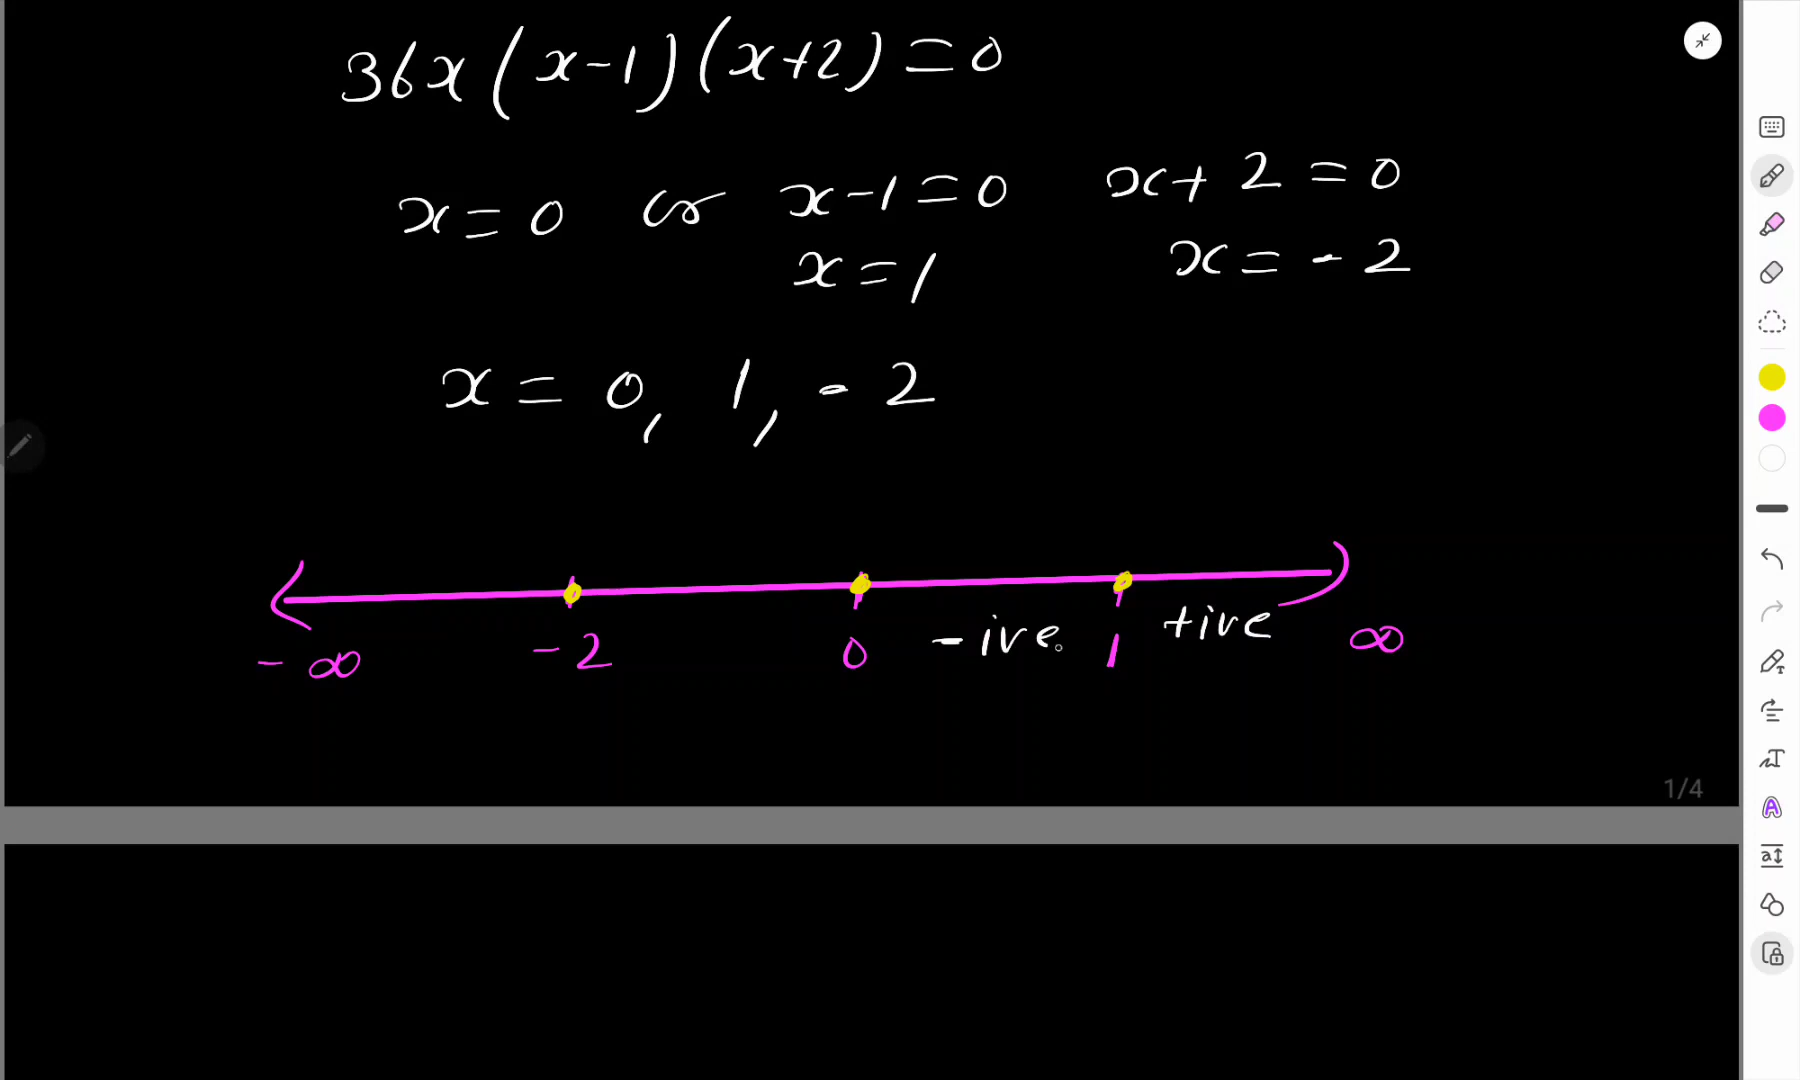 36x(x-1)(x+2)=0
x=0 or x-1=0 x+2=0
x=1 x=-2
x=0, 1, -2
-∞ -2 0 -ive 1 +ive ∞
1/4